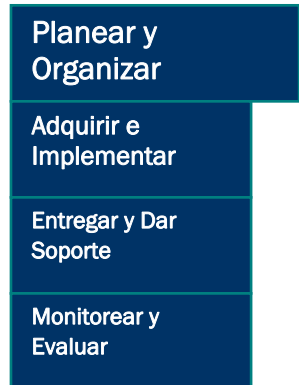 Planear y
Organizar
Adquirir e
Implementar
Entregar y Dar
Soporte
Monitorear y
Evaluar